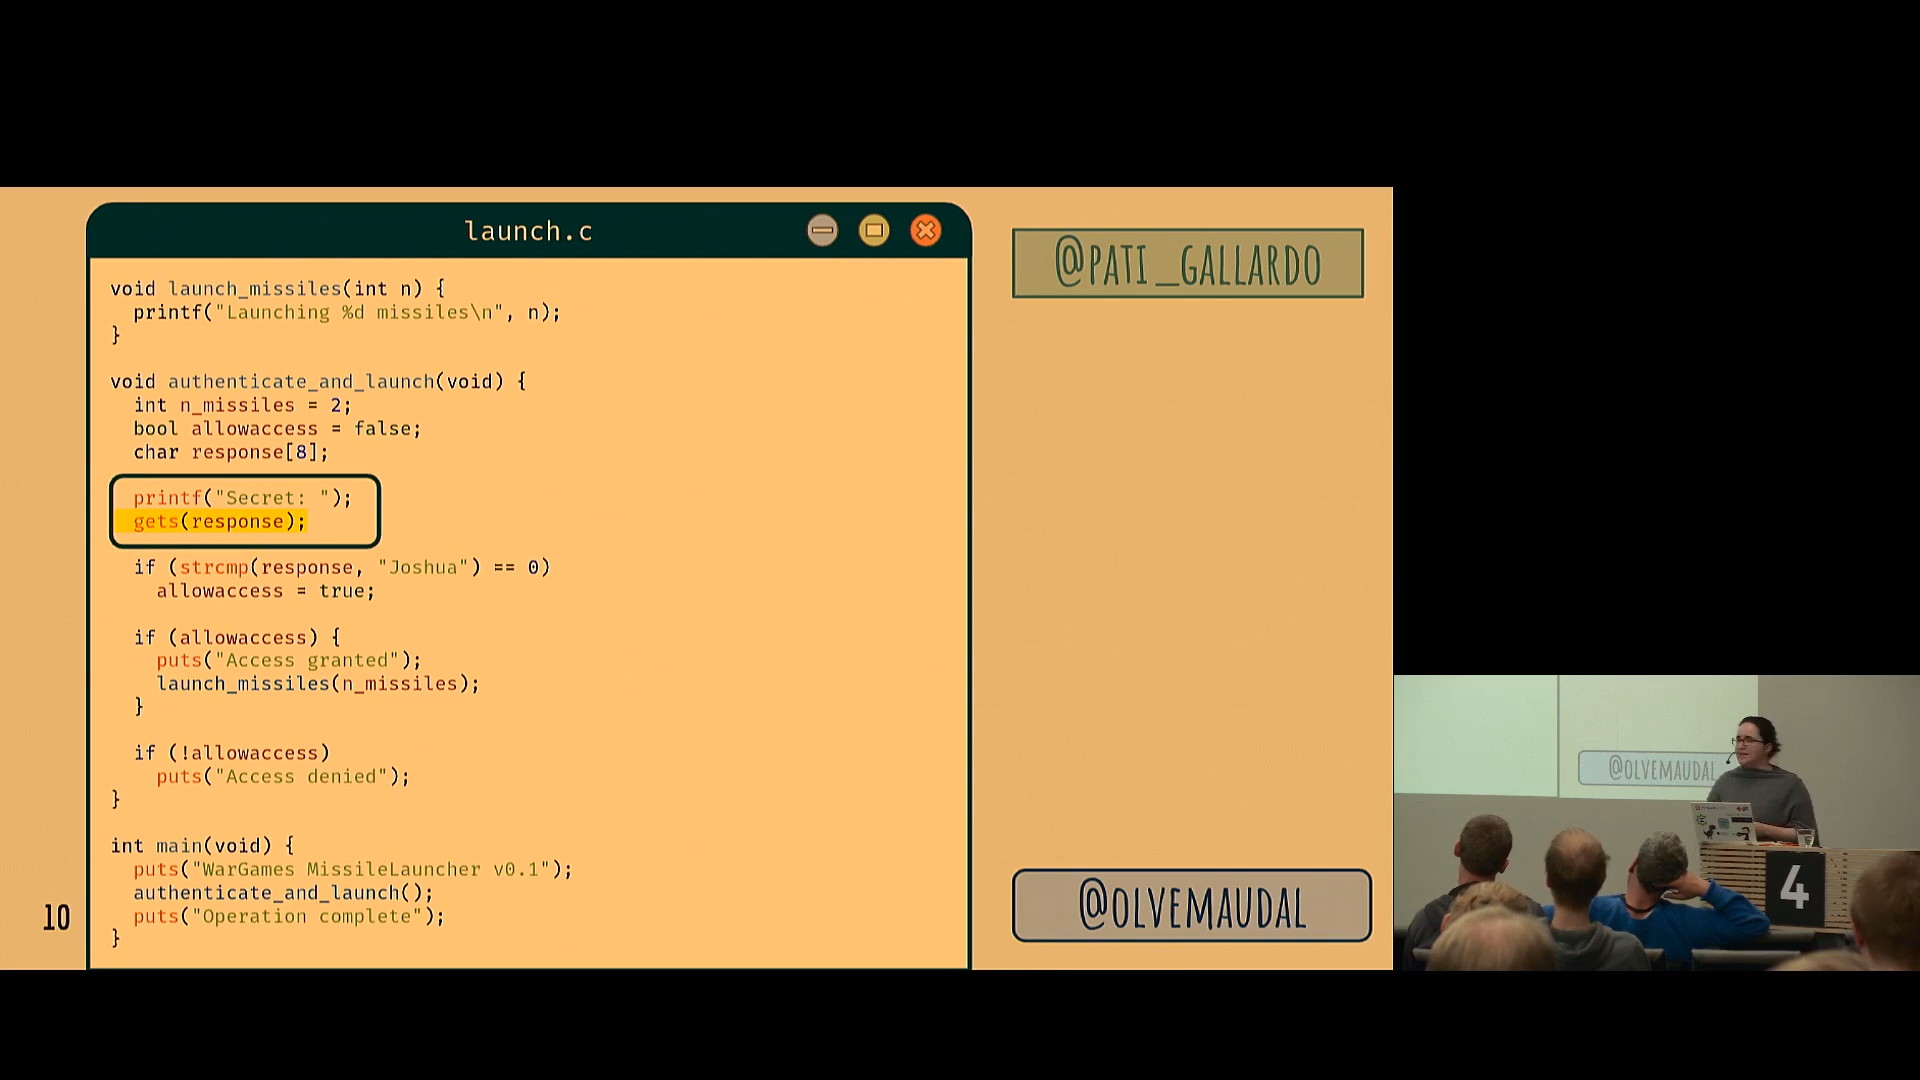 launch.c
void launch_missiles(int n) {
  printf("Launching %d missiles\n", n);
}
void authenticate_and_launch(void) {
  int n_missiles = 2;
  bool allowaccess = false;
  char response[8];
  printf("Secret: ");
  gets(response);
  if (strcmp(response, "Joshua") == 0)
    allowaccess = true;
  if (allowaccess) {
    puts("Access granted");
    launch_missiles(n_missiles);
  }
  if (!allowaccess)
    puts("Access denied");
}
int main(void) {
  puts("WarGames MissileLauncher v0.1");
  authenticate_and_launch();
  puts("Operation complete");
}
10
@PATI_GALLARDO
@OLVEMAUDAL
@OLVEMAUDAL
4